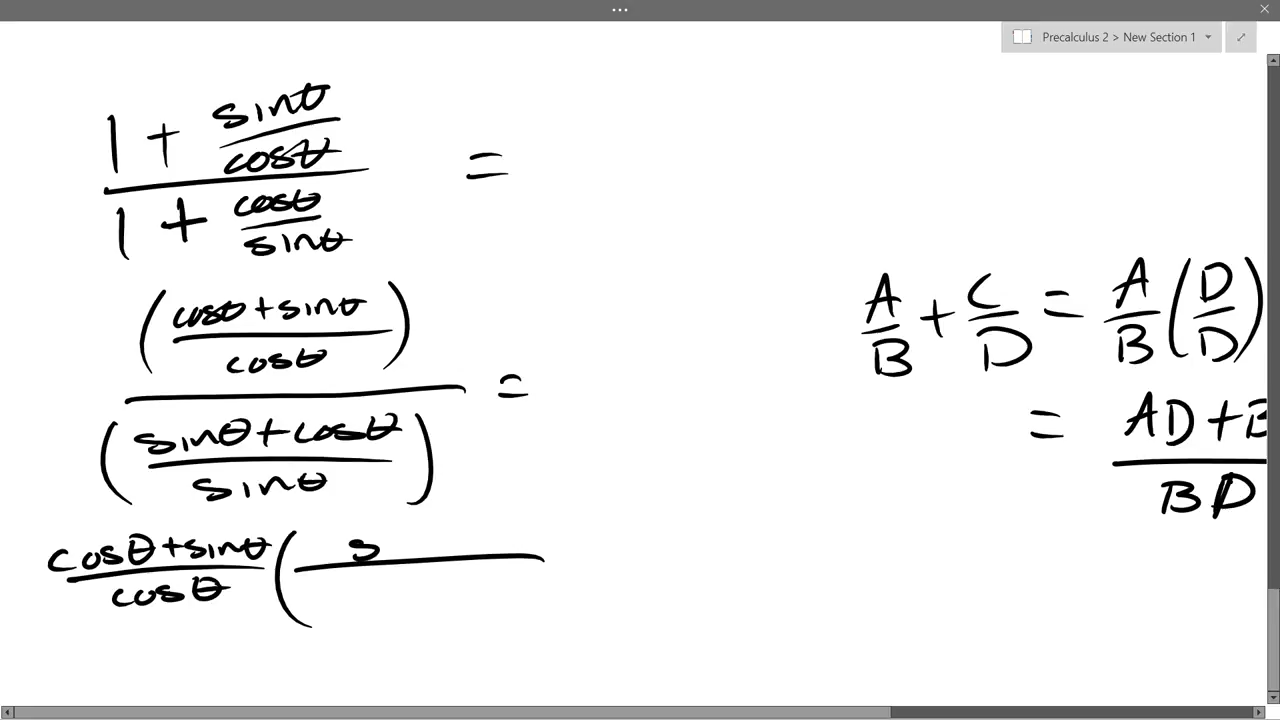 ...
Precalculus 2 > New Section 1
1 + sinθ/cosθ
=
1 + cosθ/sinθ
(cosθ+sinθ/cosθ)
=
(sinθ+cosθ/sinθ)
cosθ+sinθ/cosθ ( s
A/B + C/D = A/B (D/D)
= AD+B/BD